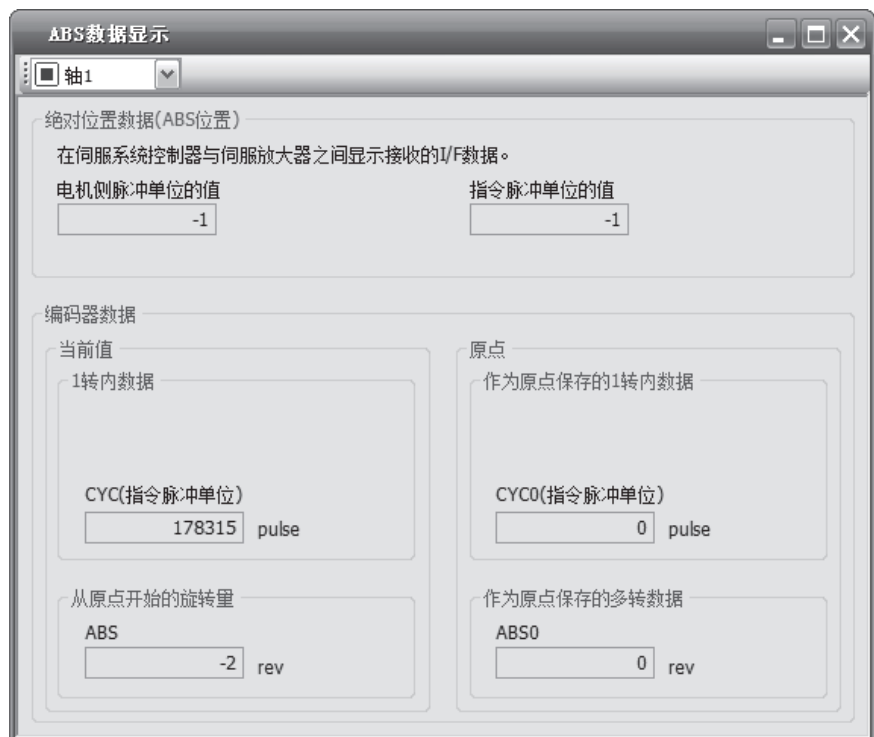 ABS数据显示
轴1
绝对位置数据(ABS位置)
在伺服系统控制器与伺服放大器之间显示接收的I/F数据。
电机侧脉冲单位的值
指令脉冲单位的值
-1
-1
编码器数据
当前值
原点
1转内数据
作为原点保存的1转内数据
CYC(指令脉冲单位)
CYC0(指令脉冲单位)
178315 pulse
0 pulse
从原点开始的旋转量
作为原点保存的多转数据
ABS
ABS0
-2 rev
0 rev